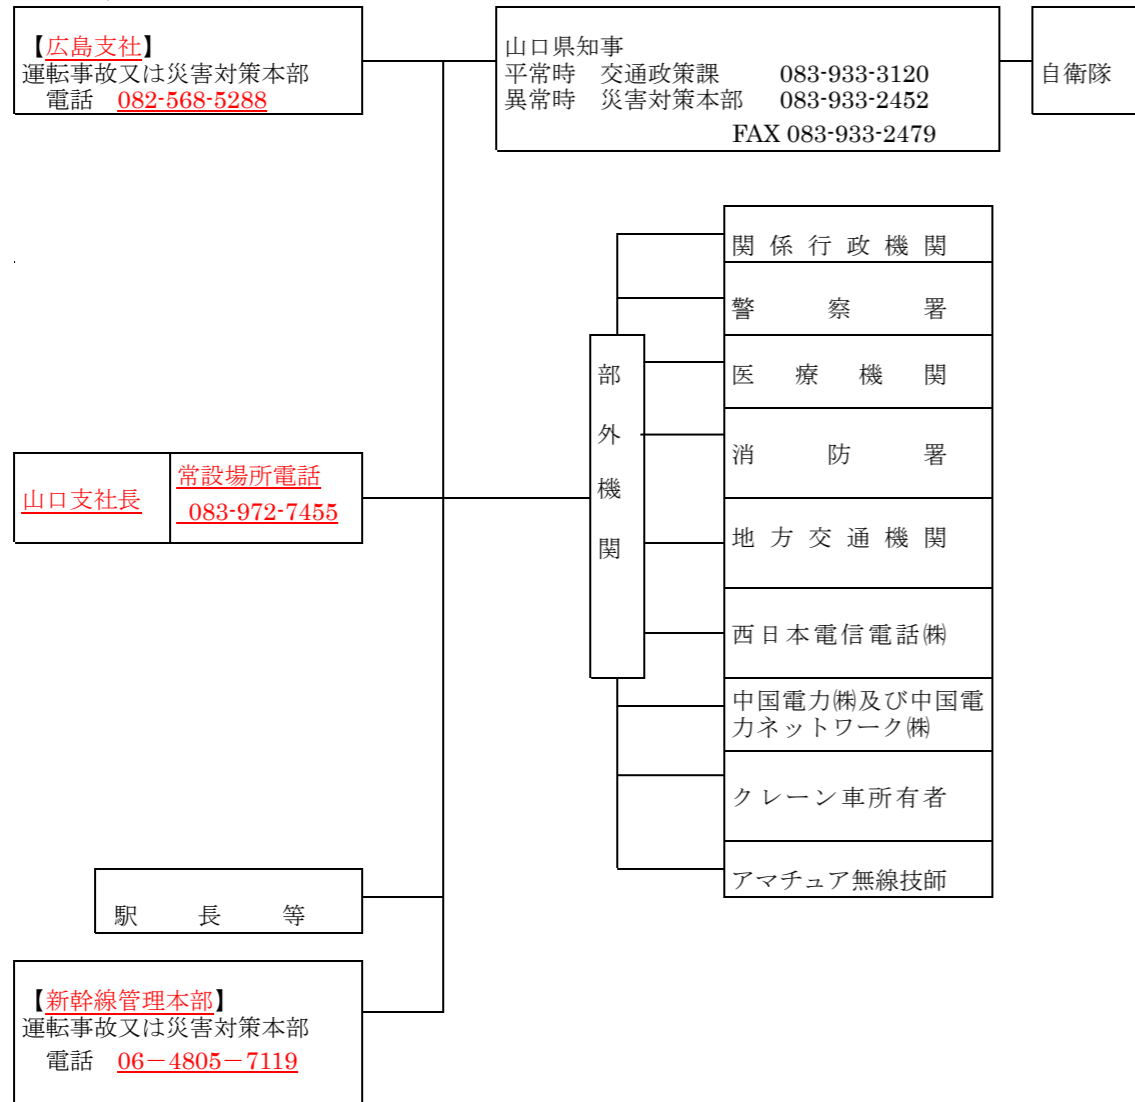 【広島支社】
運転事故又は災害対策本部
電話 082-568-5288
山口県知事
平常時 交通政策課 083-933-3120
異常時 災害対策本部 083-933-2452
FAX 083-933-2479
自衛隊
関係行政機関
警察署
医療機関
消防署
地方交通機関
西日本電信電話㈱
中国電力㈱及び中国電
力ネットワーク㈱
クレーン車所有者
アマチュア無線技師
部外機関
山口支社長
常設場所電話
083-972-7455
駅長等
【新幹線管理本部】
運転事故又は災害対策本部
電話 06－4805－7119